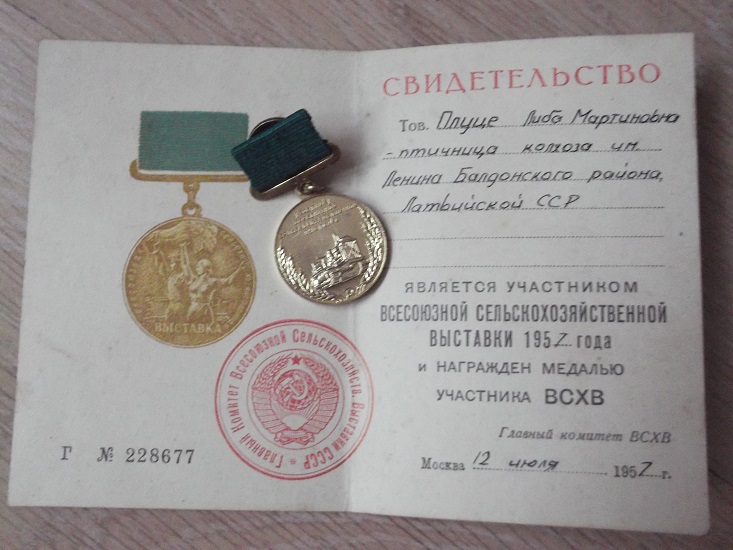 ВЫСТАВКА
Главный Комитет Всесоюзной Сельскохозяйств. Выставки СССР
Г № 228677
СВИДЕТЕЛЬСТВО
Тов. Плуце Либа Мартиновна
- птичница колхоза им.
Ленина Балдонского района,
Латвийской ССР
ЯВЛЯЕТСЯ УЧАСТНИКОМ
ВСЕСОЮЗНОЙ СЕЛЬСКОХОЗЯЙСТВЕННОЙ
ВЫСТАВКИ 1957 года
И НАГРАЖДЕН МЕДАЛЬЮ
УЧАСТНИКА ВСХВ
Главный комитет ВСХВ
Москва 12 июля 1957 г.